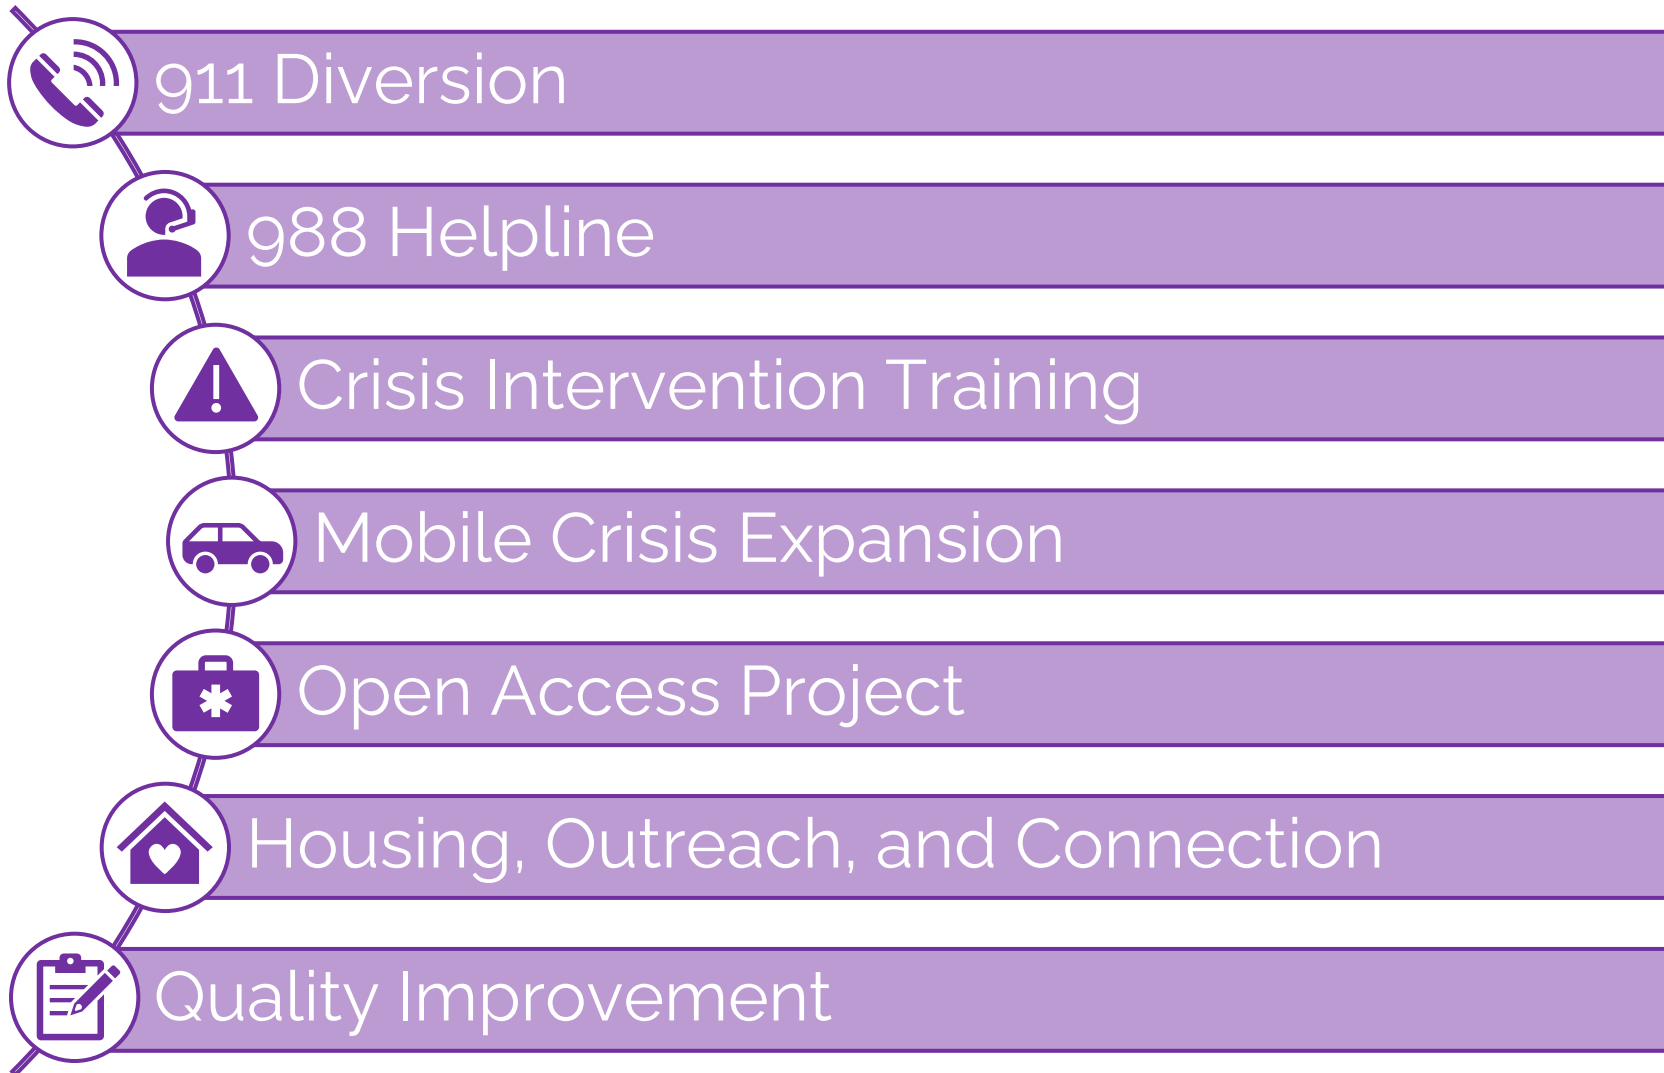 911 Diversion
988 Helpline
Crisis Intervention Training
Mobile Crisis Expansion
Open Access Project
Housing, Outreach, and Connection
Quality Improvement